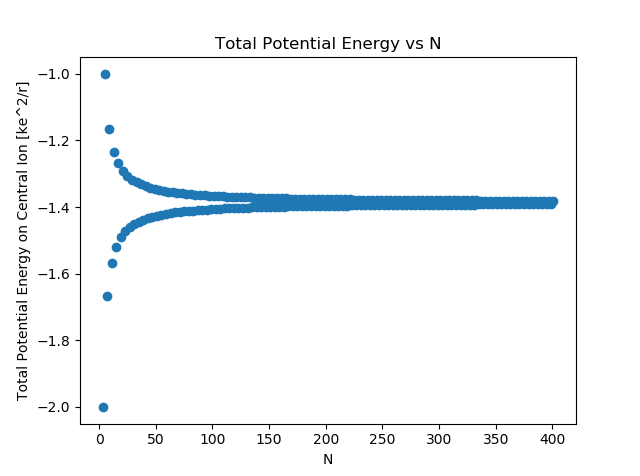 Total Potential Energy vs N
Total Potential Energy on Central Ion [ke^2/r]
−1.0
−1.2
−1.4
−1.6
−1.8
−2.0
0 50 100 150 200 250 300 350 400
N